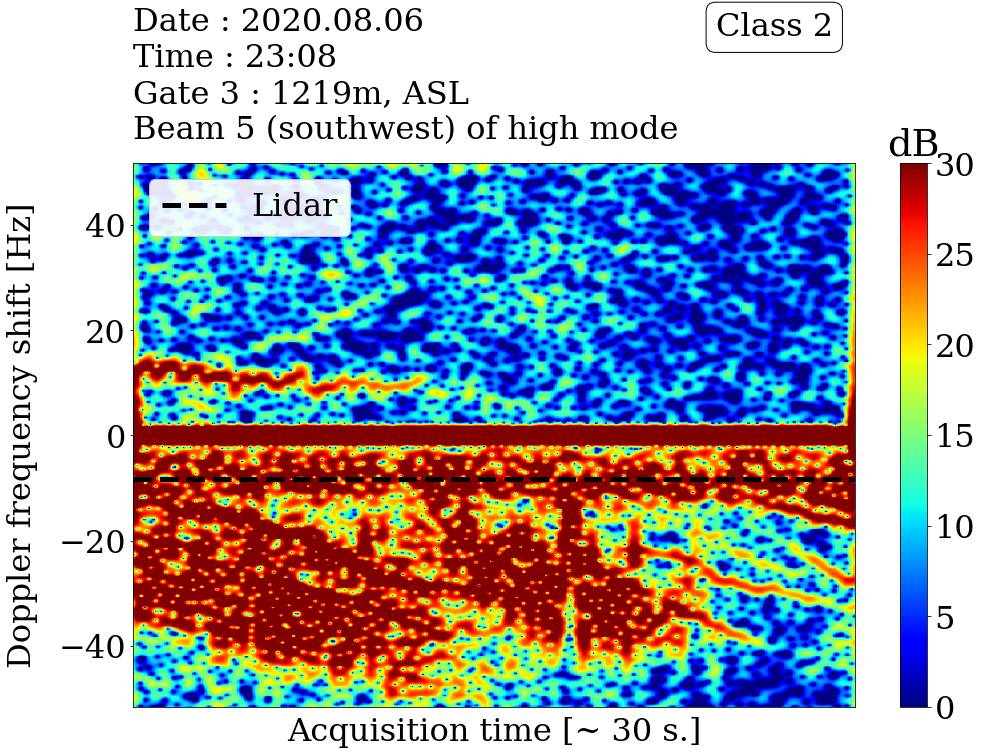 Date : 2020.08.06
Time : 23:08
Gate 3 : 1219m, ASL
Beam 5 (southwest) of high mode
Class 2
dB
Lidar
Doppler frequency shift [Hz]
40
20
0
−20
−40
30
25
20
15
10
5
0
Acquisition time [~ 30 s.]